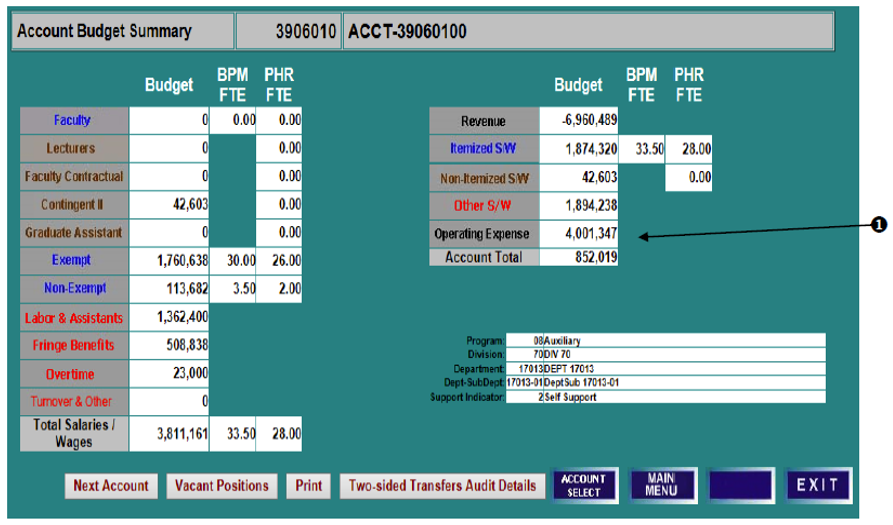 Account Budget Summary 3906010 ACCT-39060100
Budget BPM FTE PHR FTE
Faculty 0 0.00 0.00
Lecturers 0 0.00
Faculty Contractual 0 0.00
Contingent II 42,603 0.00
Graduate Assistant 0 0.00
Exempt 1,760,638 30.00 26.00
Non-Exempt 113,682 3.50 2.00
Labor & Assistants 1,362,400
Fringe Benefits 508,838
Overtime 23,000
Turnover & Other 0
Total Salaries / Wages 3,811,161 33.50 28.00
Budget BPM FTE PHR FTE
Revenue -6,960,489
Itemized S/W 1,874,320 33.50 28.00
Non-Itemized S/W 42,603 0.00
Other S/W 1,894,238
Operating Expense 4,001,347
Account Total 852,019
❶
Program: 08 Auxiliary
Division: 70 DIV 70
Department: 17013 DEPT 17013
Dept-SubDept: 17013-01 DeptSub 17013-01
Support Indicator: 2 Self Support
Next Account Vacant Positions Print Two-sided Transfers Audit Details ACCOUNT SELECT MAIN MENU EXIT